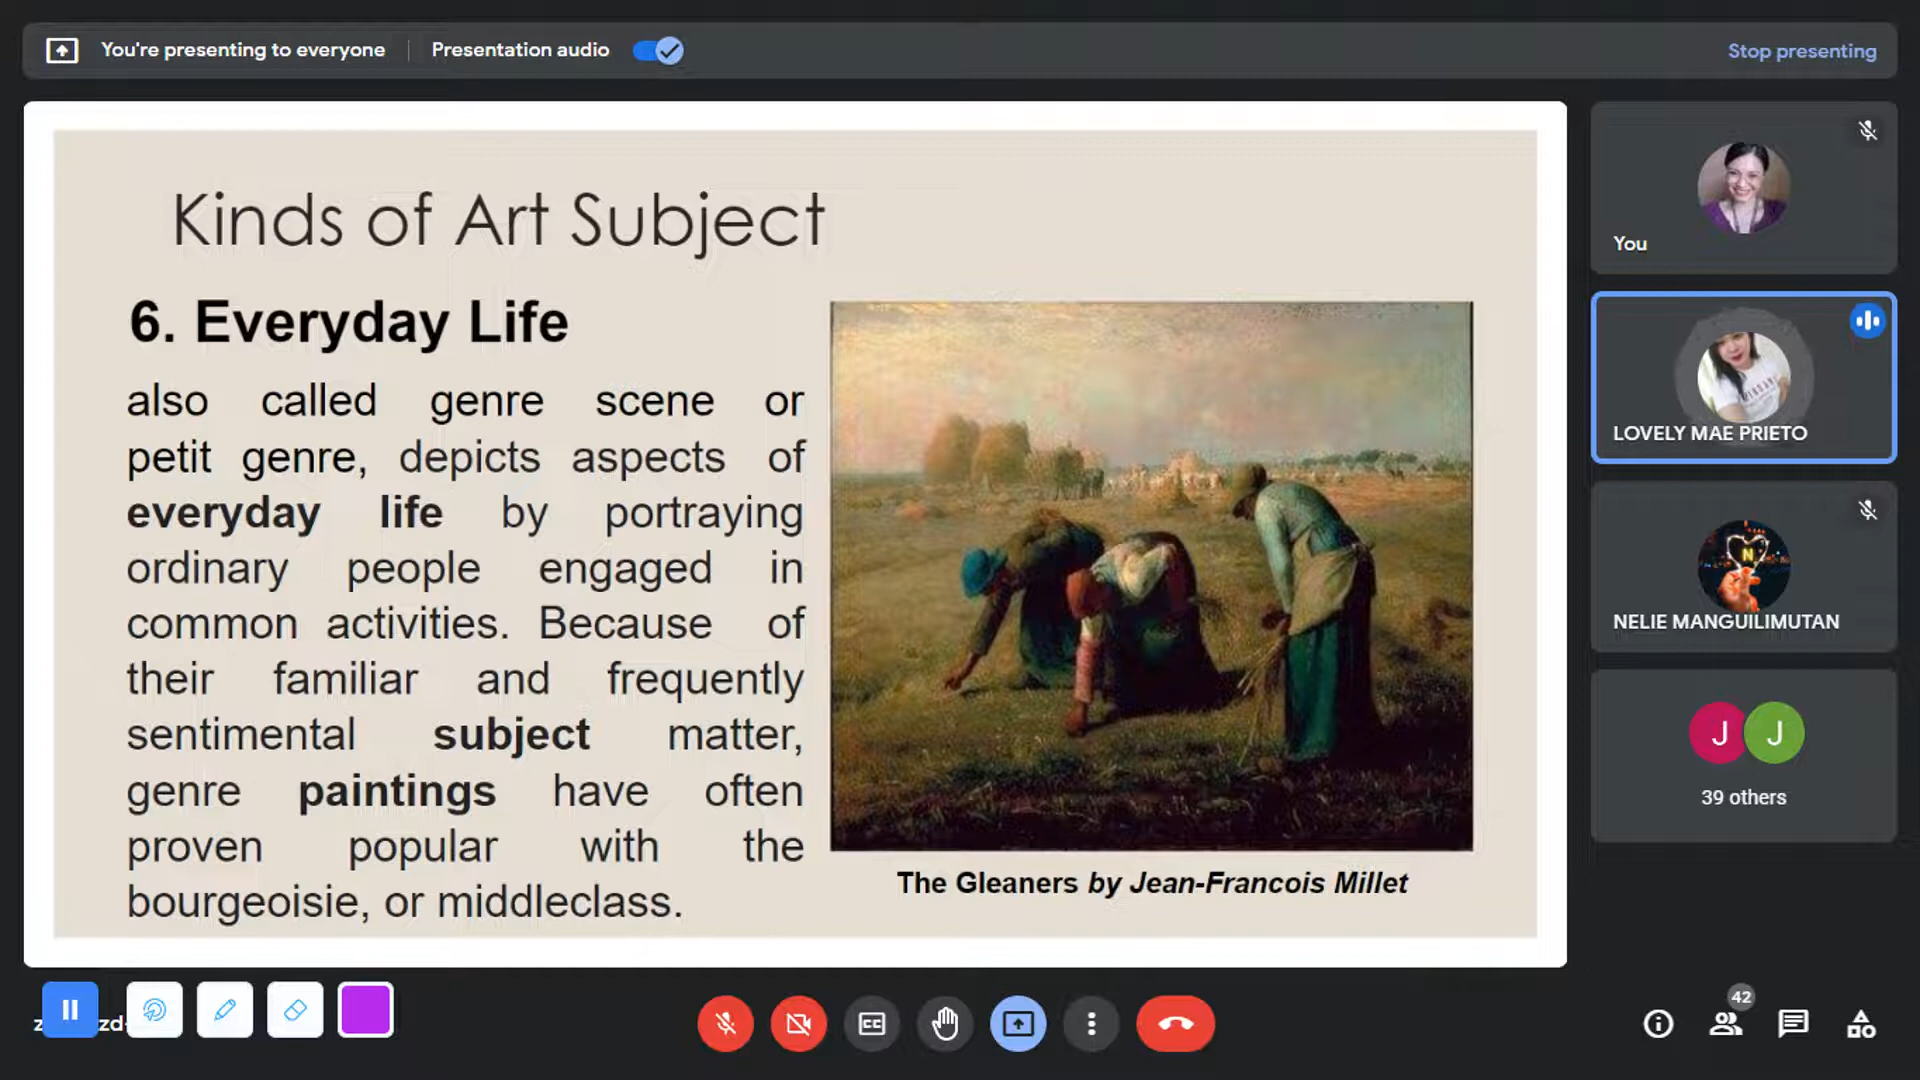 You're presenting to everyone
Presentation audio
Stop presenting
Kinds of Art Subject
6. Everyday Life
also called genre scene or
petit genre, depicts aspects of
everyday life by portraying
ordinary people engaged in
common activities. Because of
their familiar and frequently
sentimental subject matter,
genre paintings have often
proven popular with the
bourgeoisie, or middleclass.
The Gleaners by Jean-Francois Millet
You
LOVELY MAE PRIETO
N
NELIE MANGUILIMUTAN
J J
39 others
CC
42